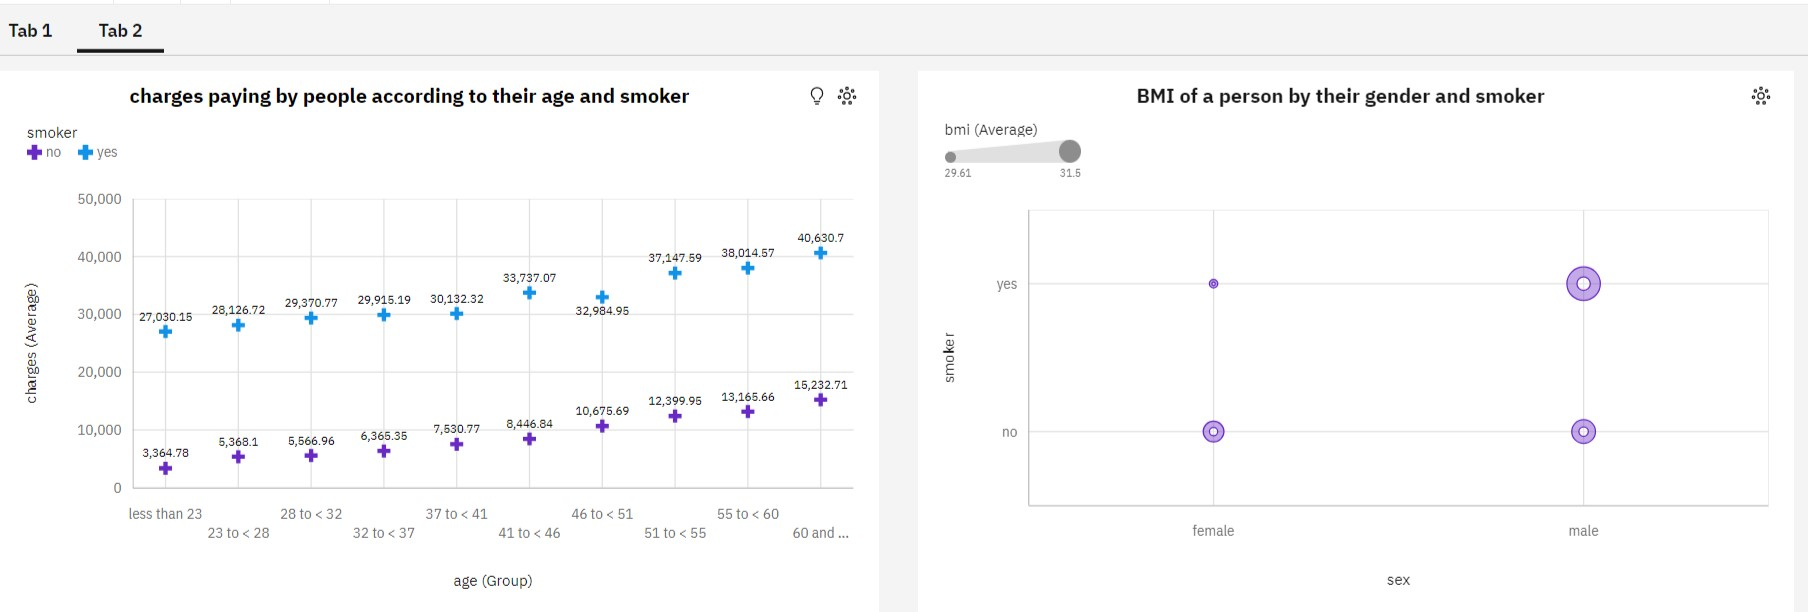 Tab 1
Tab 2
charges paying by people according to their age and smoker
smoker
no
yes
50,000
40,000
30,000
20,000
10,000
0
charges (Average)
27,030.15
28,126.72
29,370.77
29,915.19
30,132.32
33,737.07
32,984.95
37,147.59
38,014.57
40,630.7
3,364.78
5,368.1
5,566.96
6,365.35
7,530.77
8,446.84
10,675.69
12,399.95
13,165.66
15,232.71
less than 23
23 to < 28
28 to < 32
32 to < 37
37 to < 41
41 to < 46
46 to < 51
51 to < 55
55 to < 60
60 and ...
age (Group)
BMI of a person by their gender and smoker
bmi (Average)
29.61
31.5
smoker
yes
no
female
male
sex